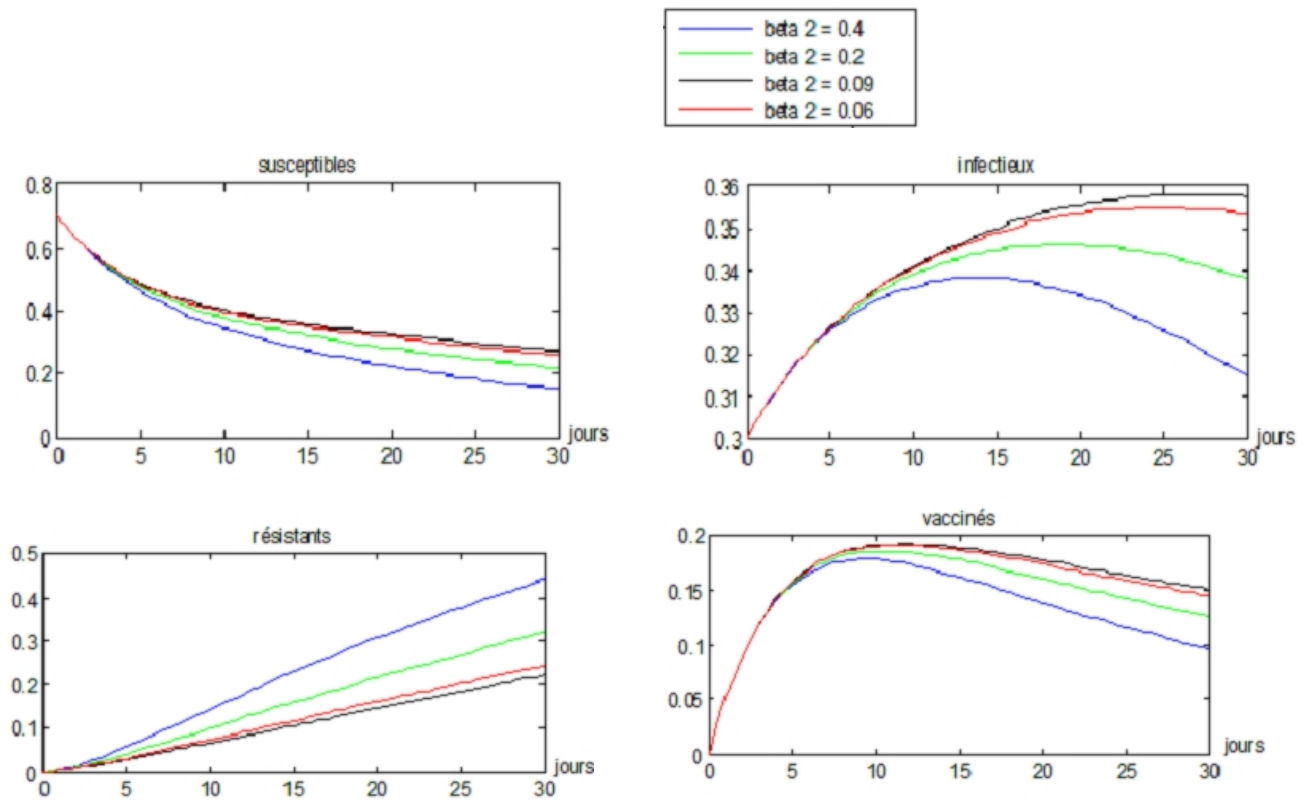 beta 2 = 0.4
beta 2 = 0.2
beta 2 = 0.09
beta 2 = 0.06
susceptibles
0.8
0.6
0.4
0.2
0
0 5 10 15 20 25 30
jours
infectieux
0.36
0.35
0.34
0.33
0.32
0.31
0.3
0 5 10 15 20 25 30
jours
résistants
0.5
0.4
0.3
0.2
0.1
0
0 5 10 15 20 25 30
jours
vaccinés
0.2
0.15
0.1
0.05
0
0 5 10 15 20 25 30
jours